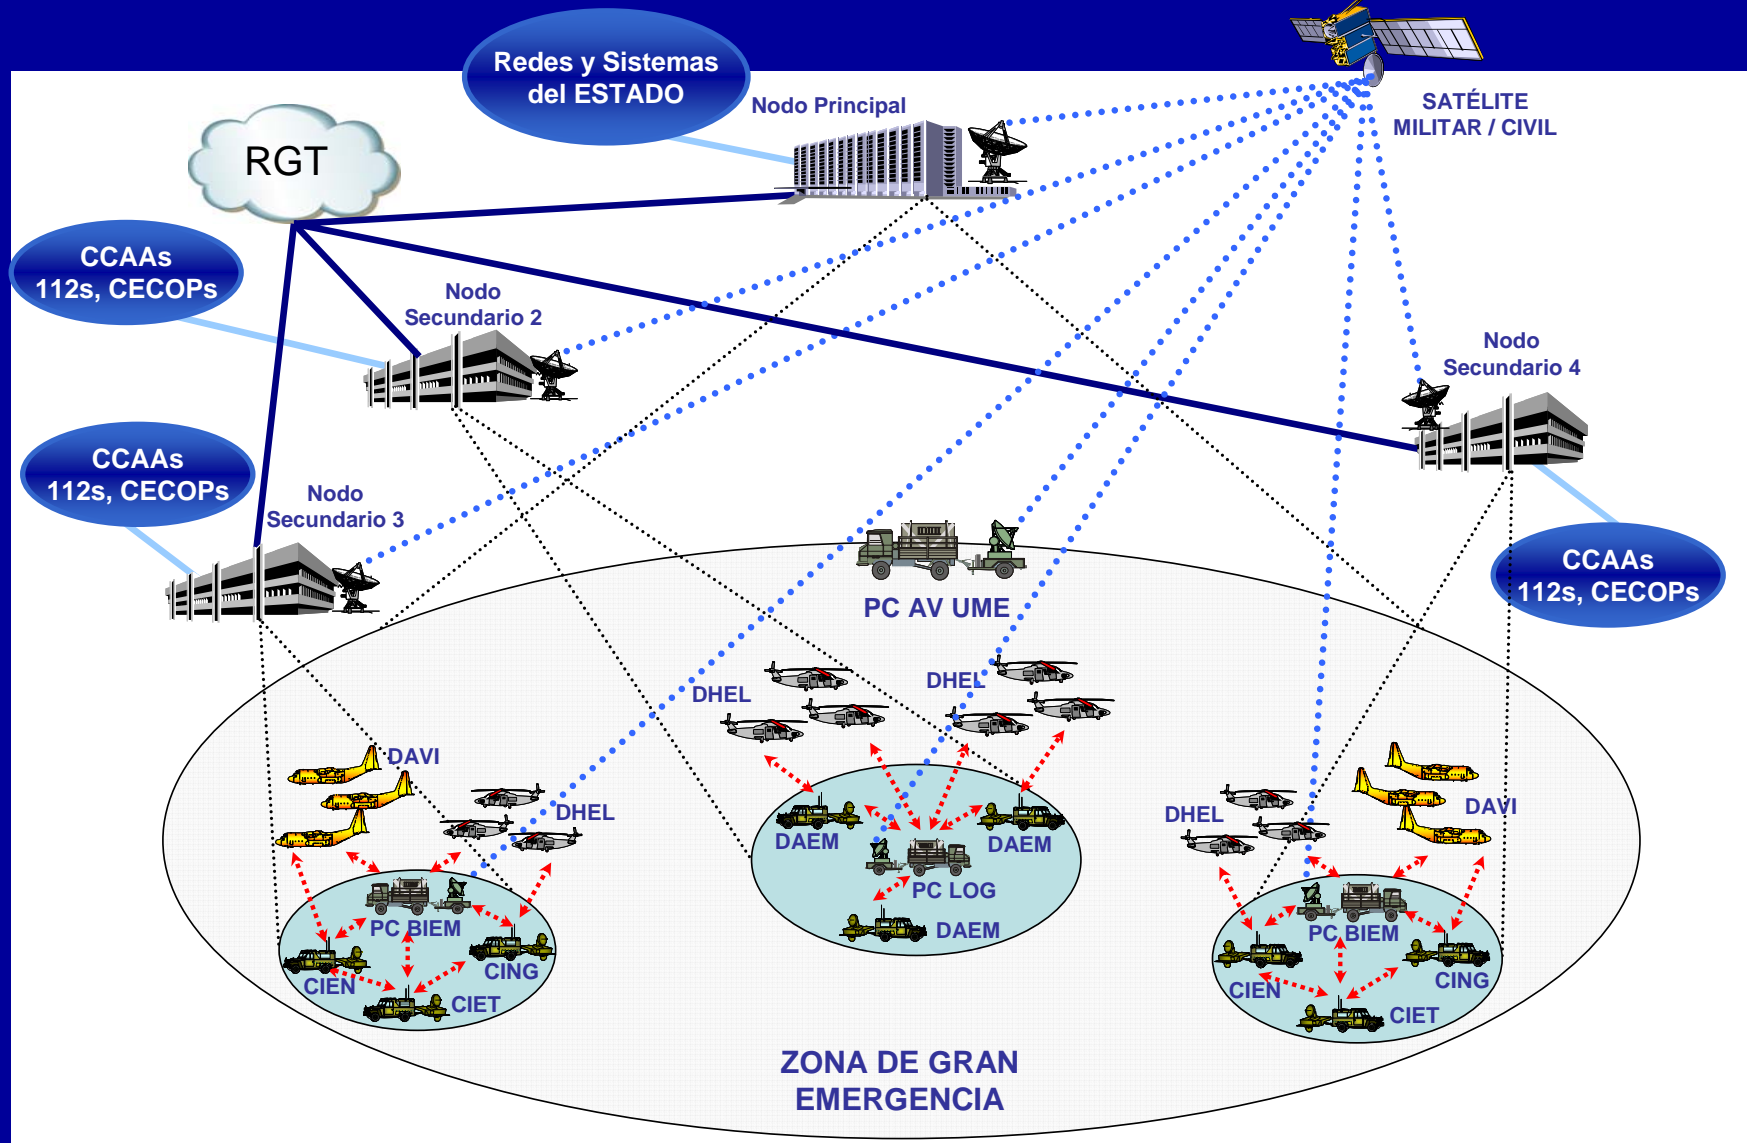 Redes y Sistemas
del ESTADO
Nodo Principal
SATÉLITE
MILITAR / CIVIL
RGT
CCAAs
112s, CECOPs
Nodo
Secundario 2
Nodo
Secundario 4
CCAAs
112s, CECOPs
Nodo
Secundario 3
CCAAs
112s, CECOPs
PC AV UME
DHEL
DHEL
DAVI
DHEL
DHEL
DAVI
DAEM
DAEM
PC LOG
DAEM
PC BIEM
CIEN
CING
CIET
PC BIEM
CIEN
CING
CIET
ZONA DE GRAN
EMERGENCIA